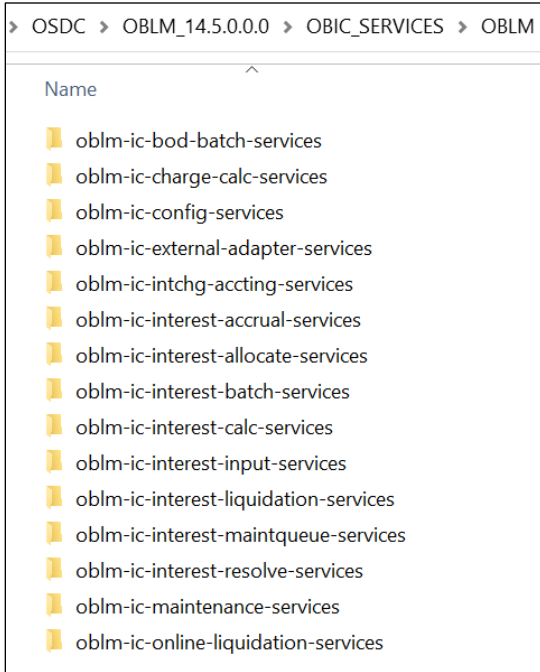 > OSDC > OBLM_14.5.0.0.0 > OBIC_SERVICES > OBLM
Name
oblm-ic-bod-batch-services
oblm-ic-charge-calc-services
oblm-ic-config-services
oblm-ic-external-adapter-services
oblm-ic-intchg-accting-services
oblm-ic-interest-accrual-services
oblm-ic-interest-allocate-services
oblm-ic-interest-batch-services
oblm-ic-interest-calc-services
oblm-ic-interest-input-services
oblm-ic-interest-liquidation-services
oblm-ic-interest-maintqueue-services
oblm-ic-interest-resolve-services
oblm-ic-maintenance-services
oblm-ic-online-liquidation-services